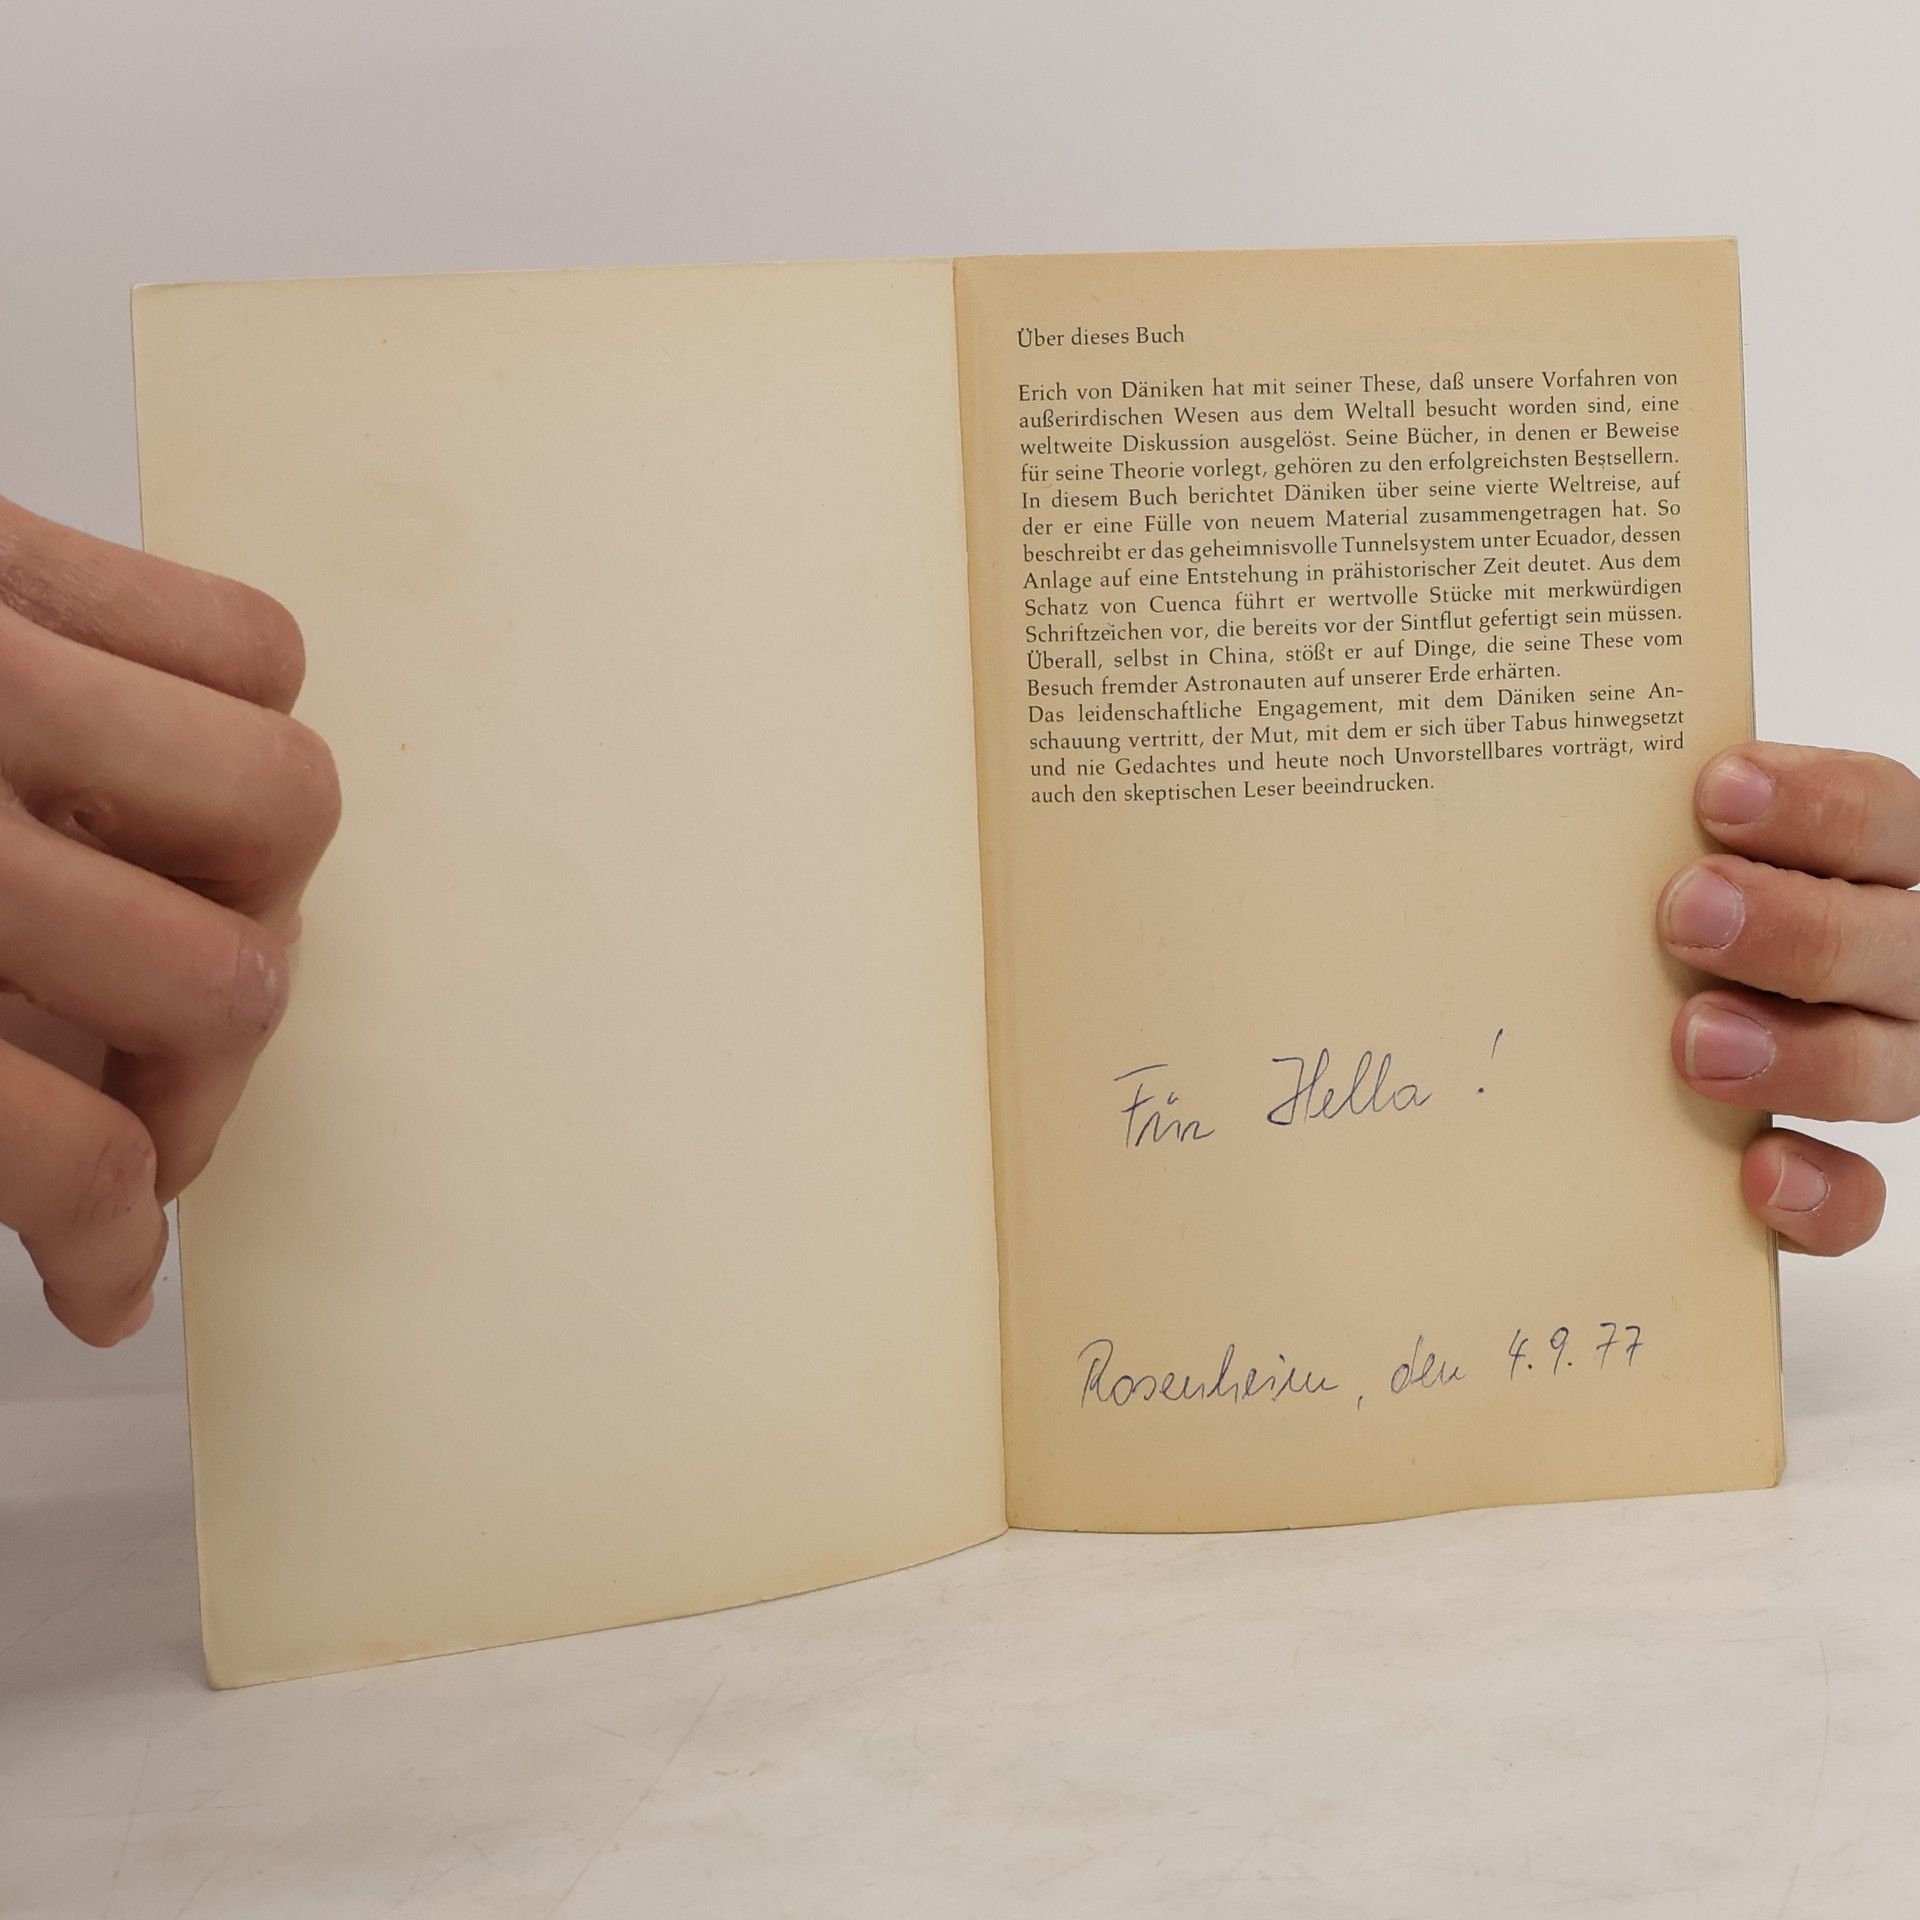 Über dieses Buch
Erich von Däniken hat mit seiner These, daß unsere Vorfahren von
außerirdischen Wesen aus dem Weltall besucht worden sind, eine
weltweite Diskussion ausgelöst. Seine Bücher, in denen er Beweise
für seine Theorie vorlegt, gehören zu den erfolgreichsten Bestsellern.
In diesem Buch berichtet Däniken über seine vierte Weltreise, auf
der er eine Fülle von neuem Material zusammengetragen hat. So
beschreibt er das geheimnisvolle Tunnelsystem unter Ecuador, dessen
Anlage auf eine Entstehung in prähistorischer Zeit deutet. Aus dem
Schatz von Cuenca führt er wertvolle Stücke mit merkwürdigen
Schriftzeichen vor, die bereits vor der Sintflut gefertigt sein müssen.
Überall, selbst in China, stößt er auf Dinge, die seine These vom
Besuch fremder Astronauten auf unserer Erde erhärten.
Das leidenschaftliche Engagement, mit dem Däniken seine An-
schauung vertritt, der Mut, mit dem er sich über Tabus hinwegsetzt
und nie Gedachtes und heute noch Unvorstellbares vorträgt, wird
auch den skeptischen Leser beeindrucken.
Für Hella !
Rosenheim, den 4.9.77